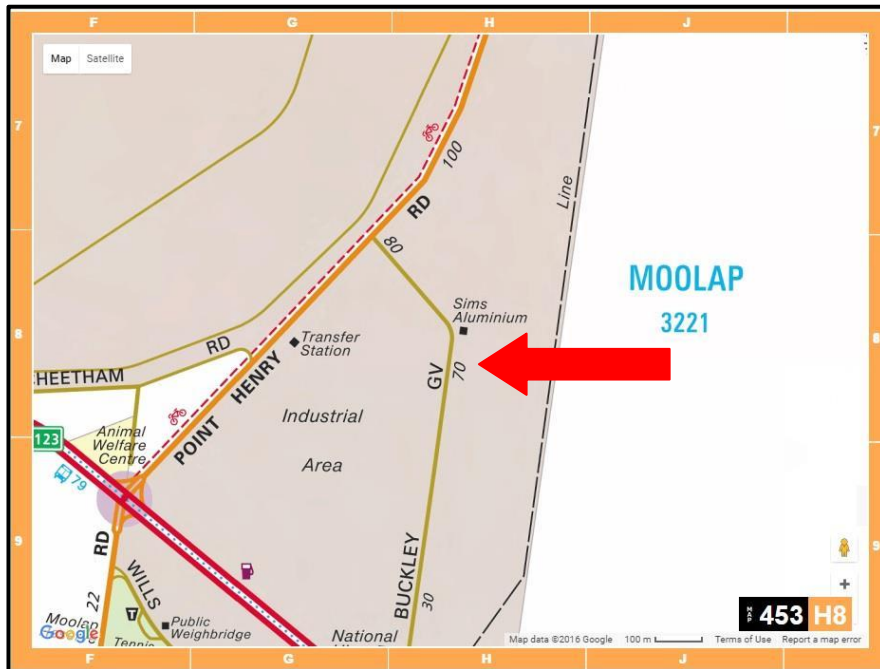 F G H J
Map Satellite
7 7
100
RD
Line
80
MOOLAP
3221
Sims
Aluminium
8 8
RD
Transfer
Station
HENRY
CHEETHAM
GV
70
Industrial
Area
POINT
123
Animal
Welfare
Centre
79
9 9
RD
WILLS
BUCKLEY
30
22
T
Public
Weighbridge
Moolap
Google
Tennis
National
+
MAP 453 H8
Map data ©2016 Google 100 m Terms of Use Report a map error
F G H J